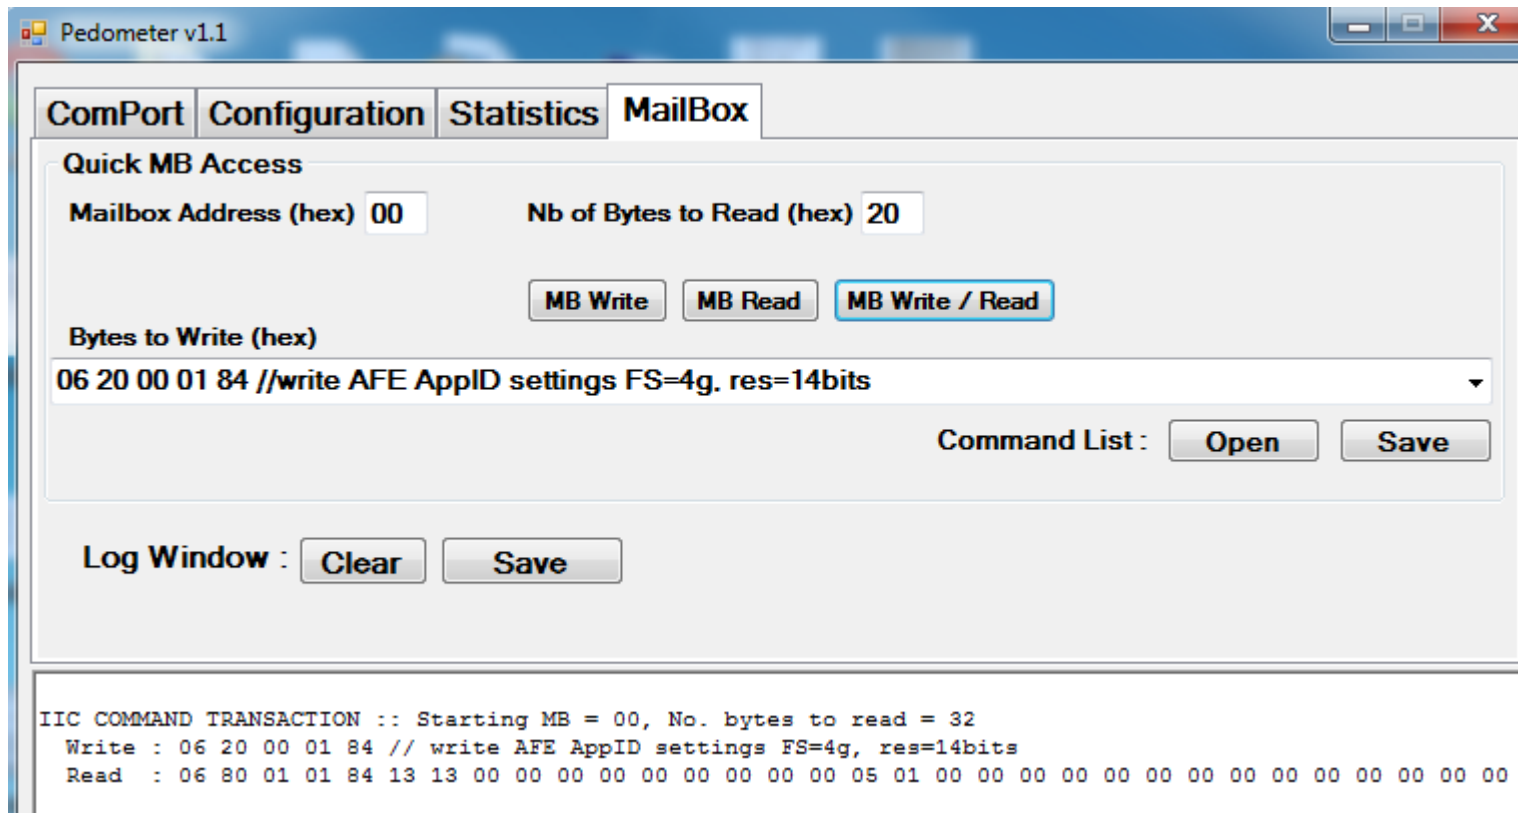 Pedometer v1.1
ComPort Configuration Statistics MailBox
Quick MB Access
Mailbox Address (hex) 00 Nb of Bytes to Read (hex) 20
MB Write MB Read MB Write / Read
Bytes to Write (hex)
06 20 00 01 84 //write AFE AppID settings FS=4g, res=14bits
Command List : Open Save
Log Window : Clear Save
IIC COMMAND TRANSACTION :: Starting MB = 00, No. bytes to read = 32
Write : 06 20 00 01 84 // write AFE AppID settings FS=4g, res=14bits
Read : 06 80 01 01 84 13 13 00 00 00 00 00 00 00 00 00 05 01 00 00 00 00 00 00 00 00 00 00 00 00 00 00